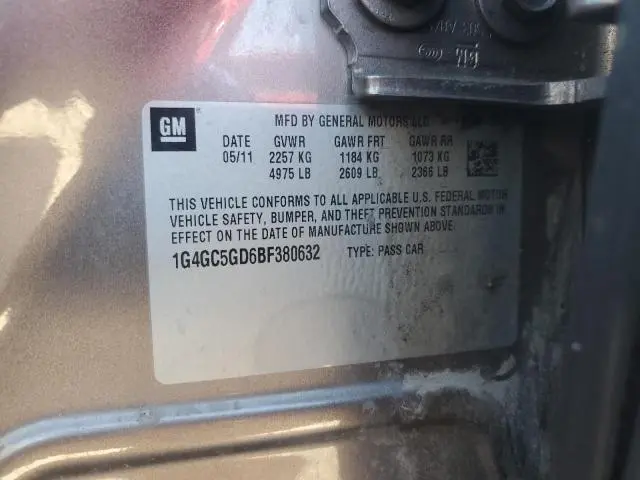 GM
MFD BY GENERAL MOTORS LLC
DATE GVWR GAWR FRT GAWR RR
05/11 2257 KG 1184 KG 1073 KG
4975 LB 2609 LB 2366 LB
THIS VEHICLE CONFORMS TO ALL APPLICABLE U.S. FEDERAL MOTOR
VEHICLE SAFETY, BUMPER, AND THEFT PREVENTION STANDARDS IN
EFFECT ON THE DATE OF MANUFACTURE SHOWN ABOVE.
1G4GC5GD6BF380632 TYPE: PASS CAR